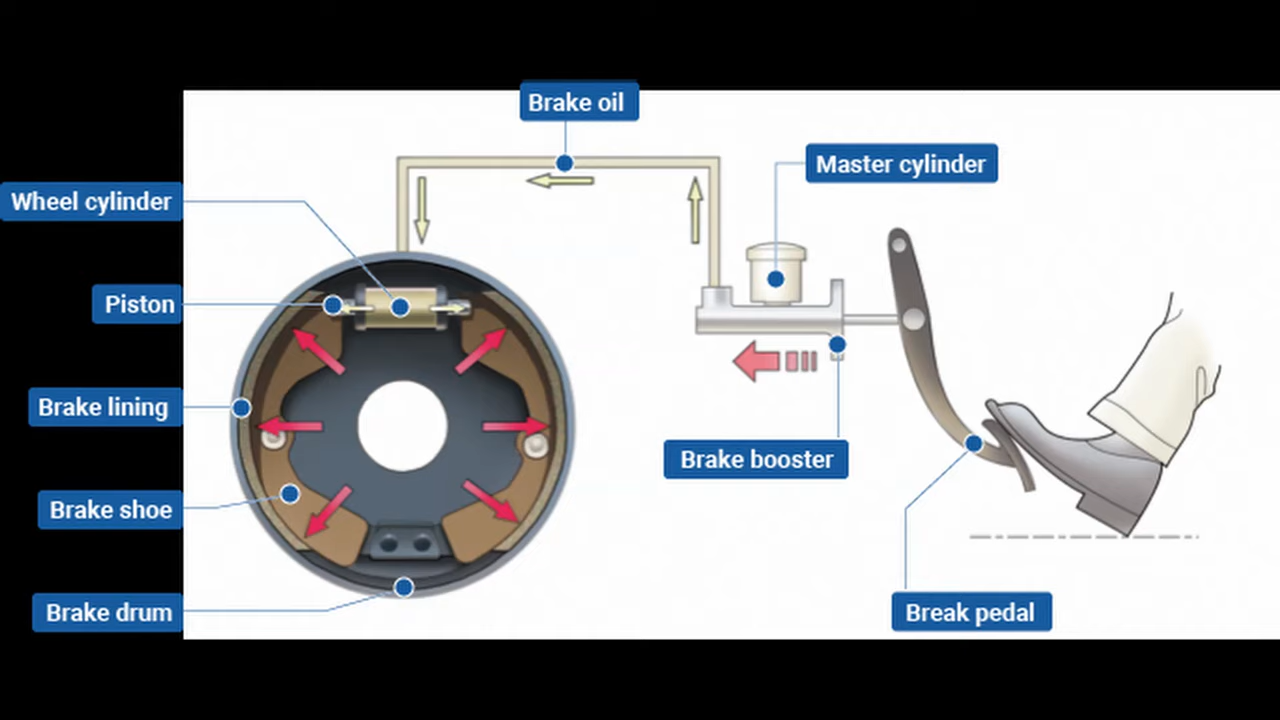 Brake oil
Master cylinder
Wheel cylinder
Piston
Brake lining
Brake booster
Brake shoe
Brake drum
Break pedal